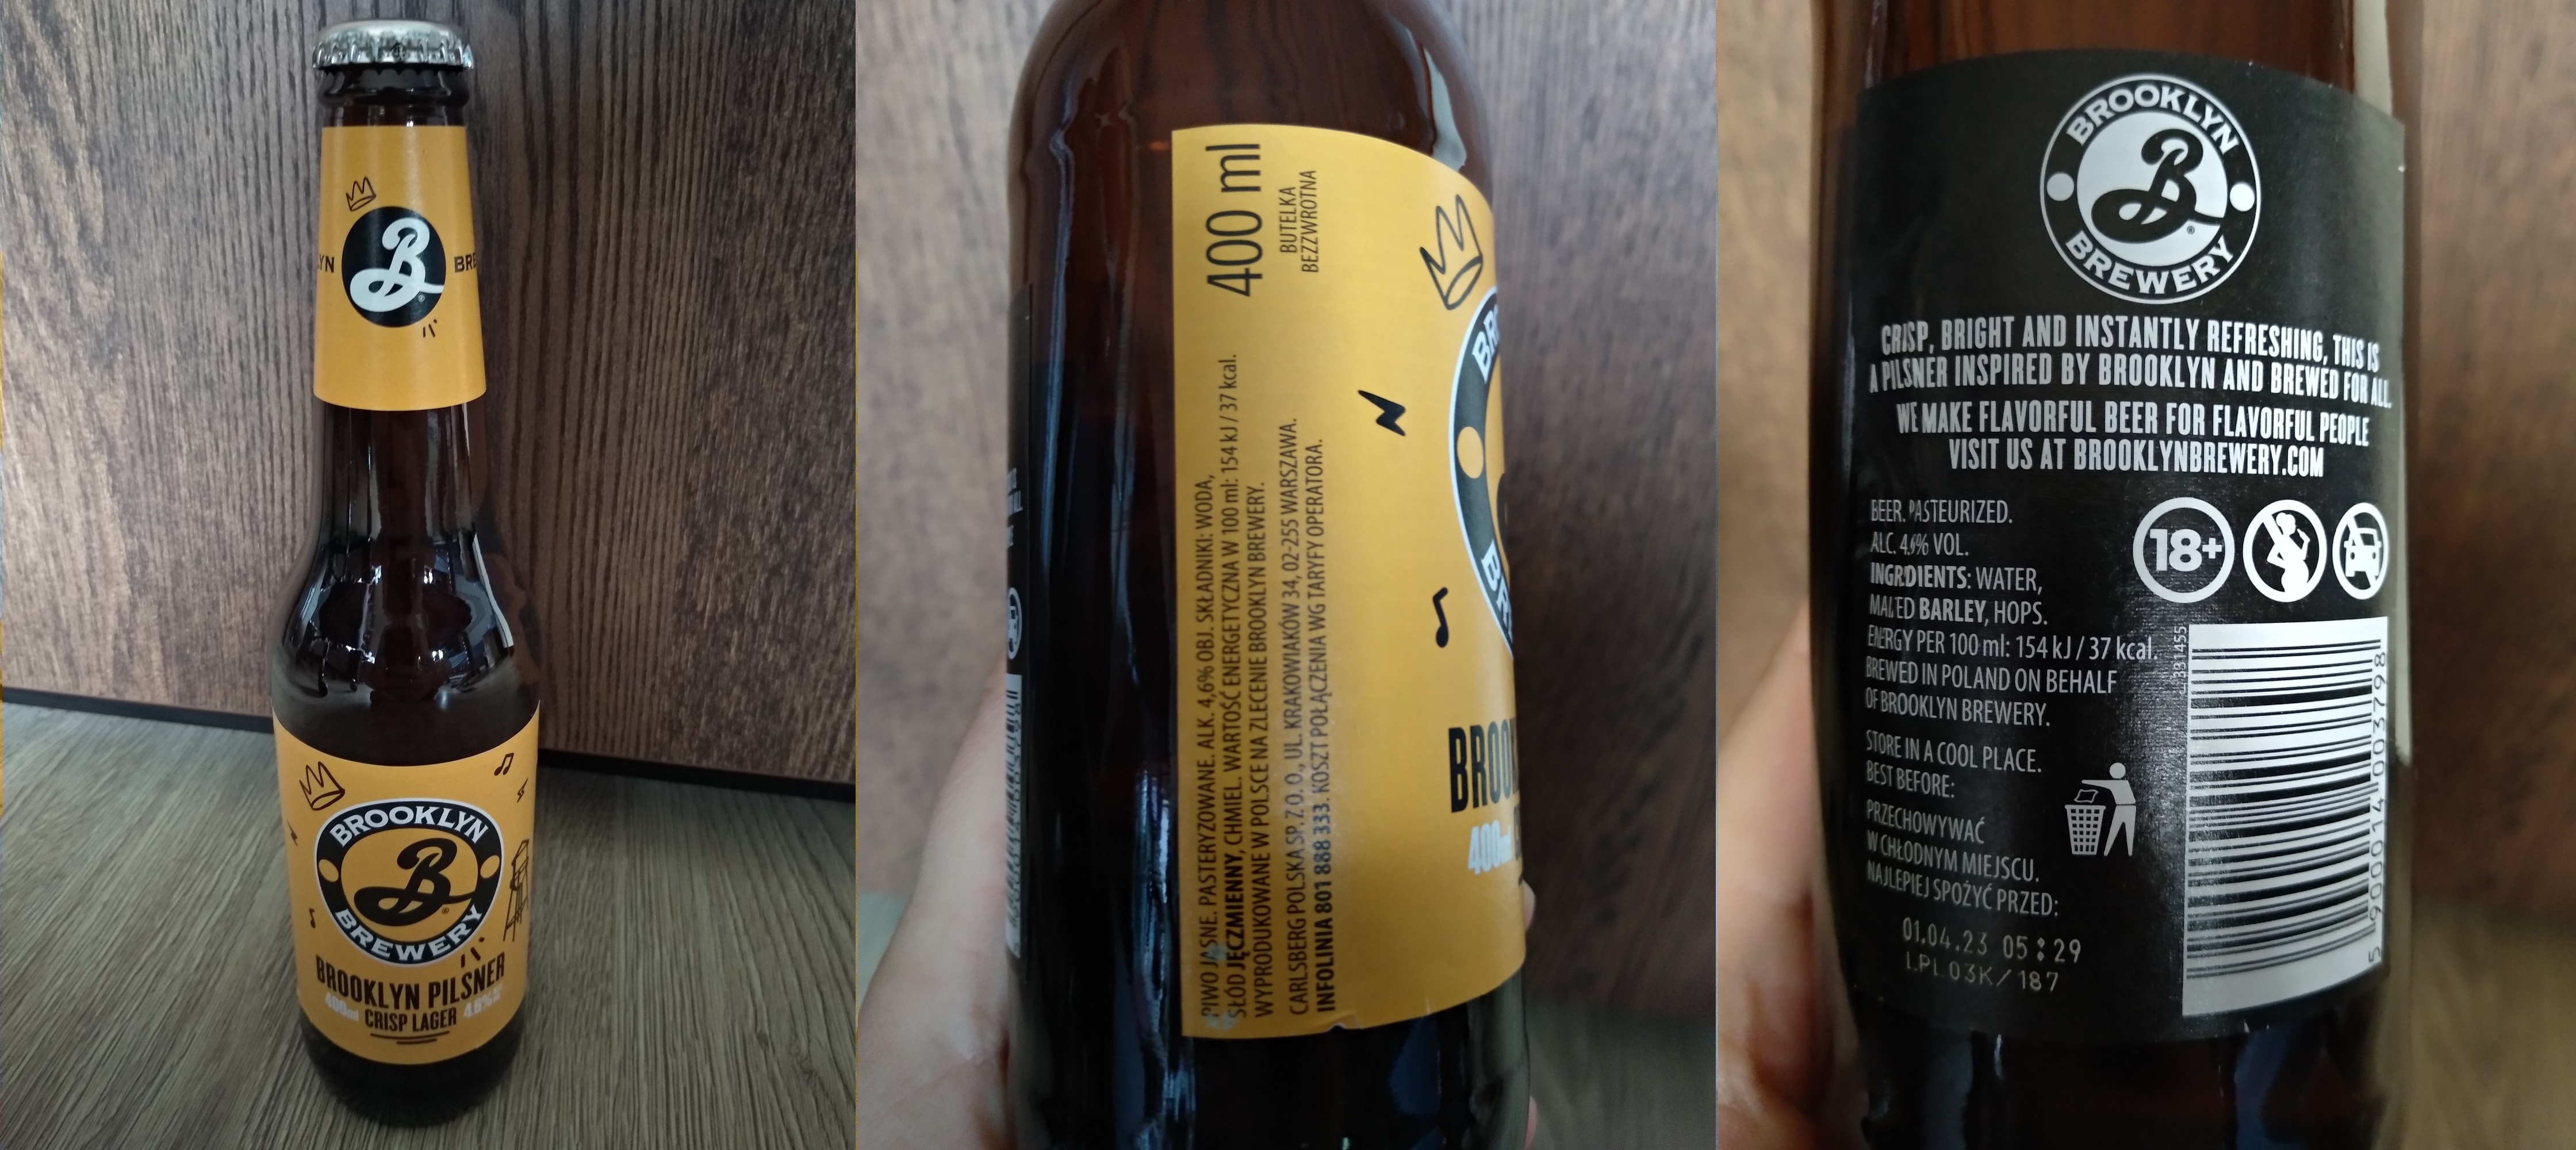 B
LYN
BRE
BROOKLYN
B
BREWERY
BROOKLYN PILSNER
400ml CRISP LAGER 4.6%
400 ml
BUTELKA
BEZZWROTNA
PIWO JASNE. PASTERYZOWANE. ALK. 4,6% OBJ. SKŁADNIKI: WODA,
SŁÓD JĘCZMIENNY, CHMIEL. WARTOŚĆ ENERGETYCZNA W 100 ml: 154 kJ / 37 kcal.
WYPRODUKOWANE W POLSCE NA ZLECENIE BROOKLYN BREWERY.
CARLSBERG POLSKA SP. Z O. O., UL. KRAKOWIAKÓW 34, 02-255 WARSZAWA.
INFOLINIA 801 888 333. KOSZT POŁĄCZENIA WG TARYFY OPERATORA.
BRO
BR
BROO
400ml
BROOKLYN
B
BREWERY
CRISP, BRIGHT AND INSTANTLY REFRESHING, THIS IS
A PILSNER INSPIRED BY BROOKLYN AND BREWED FOR ALL.
WE MAKE FLAVORFUL BEER FOR FLAVORFUL PEOPLE
VISIT US AT BROOKLYNBREWERY.COM
BEER. PASTEURIZED.
ALC. 4.6% VOL.
INGRDIENTS: WATER,
MALTED BARLEY, HOPS.
ENERGY PER 100 ml: 154 kJ / 37 kcal.
BREWED IN POLAND ON BEHALF
OF BROOKLYN BREWERY.
STORE IN A COOL PLACE.
BEST BEFORE:
PRZECHOWYWAĆ
W CHŁODNYM MIEJSCU.
NAJLEPIEJ SPOŻYĆ PRZED:
01.04.23 05:29
LPL03K/187
18+
5 900014 003798